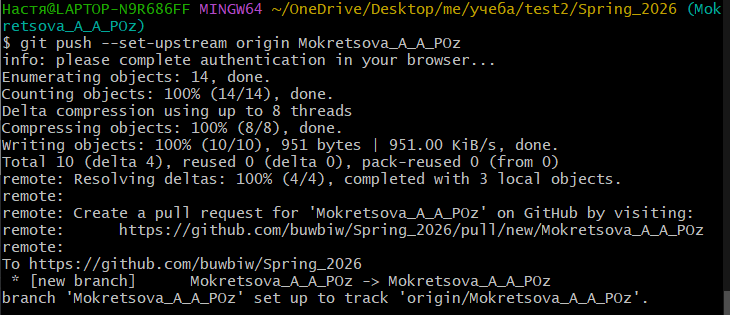 Настя@LAPTOP-N9R686FF MINGW64 ~/OneDrive/Desktop/me/учеба/test2/Spring_2026 (Mok
retsova_A_A_POz)
$ git push --set-upstream origin Mokretsova_A_A_POz
info: please complete authentication in your browser...
Enumerating objects: 14, done.
Counting objects: 100% (14/14), done.
Delta compression using up to 8 threads
Compressing objects: 100% (8/8), done.
Writing objects: 100% (10/10), 951 bytes | 951.00 KiB/s, done.
Total 10 (delta 4), reused 0 (delta 0), pack-reused 0 (from 0)
remote: Resolving deltas: 100% (4/4), completed with 3 local objects.
remote:
remote: Create a pull request for 'Mokretsova_A_A_POz' on GitHub by visiting:
remote:      https://github.com/buwbiw/Spring_2026/pull/new/Mokretsova_A_A_POz
remote:
To https://github.com/buwbiw/Spring_2026
 * [new branch]      Mokretsova_A_A_POz -> Mokretsova_A_A_POz
branch 'Mokretsova_A_A_POz' set up to track 'origin/Mokretsova_A_A_POz'.